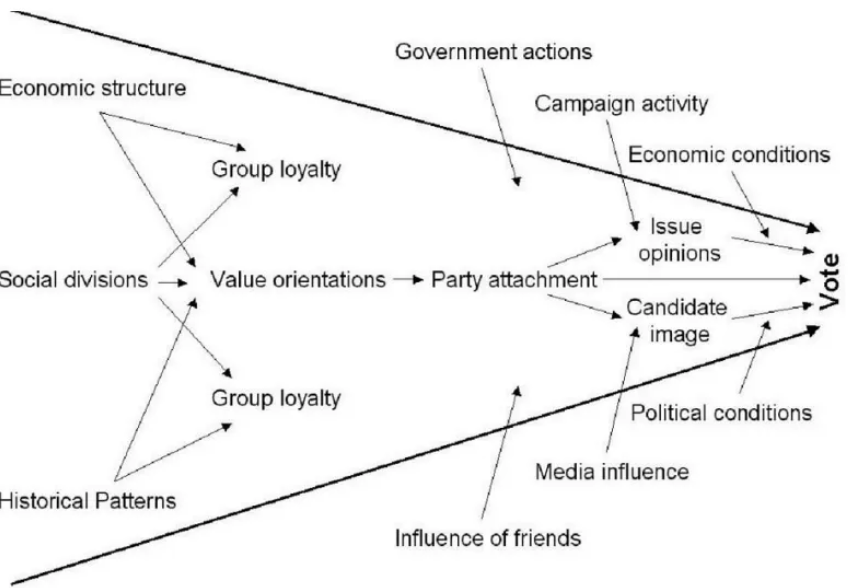 Government actions
Economic structure
Campaign activity
Economic conditions
Group loyalty
Issue
opinions
Social divisions
Value orientations
Party attachment
Vote
Candidate
image
Group loyalty
Political conditions
Media influence
Historical Patterns
Influence of friends